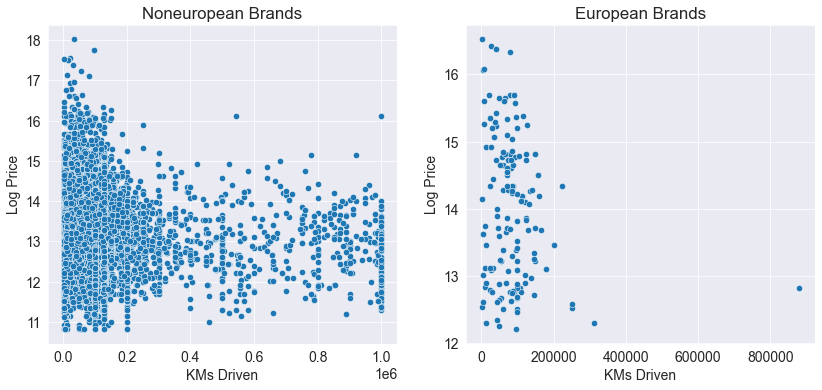 Noneuropean Brands
18
17
16
15
14
13
12
11
Log Price
0.0 0.2 0.4 0.6 0.8 1.0
1e6
KMs Driven
European Brands
16
15
14
13
12
Log Price
0 200000 400000 600000 800000
KMs Driven